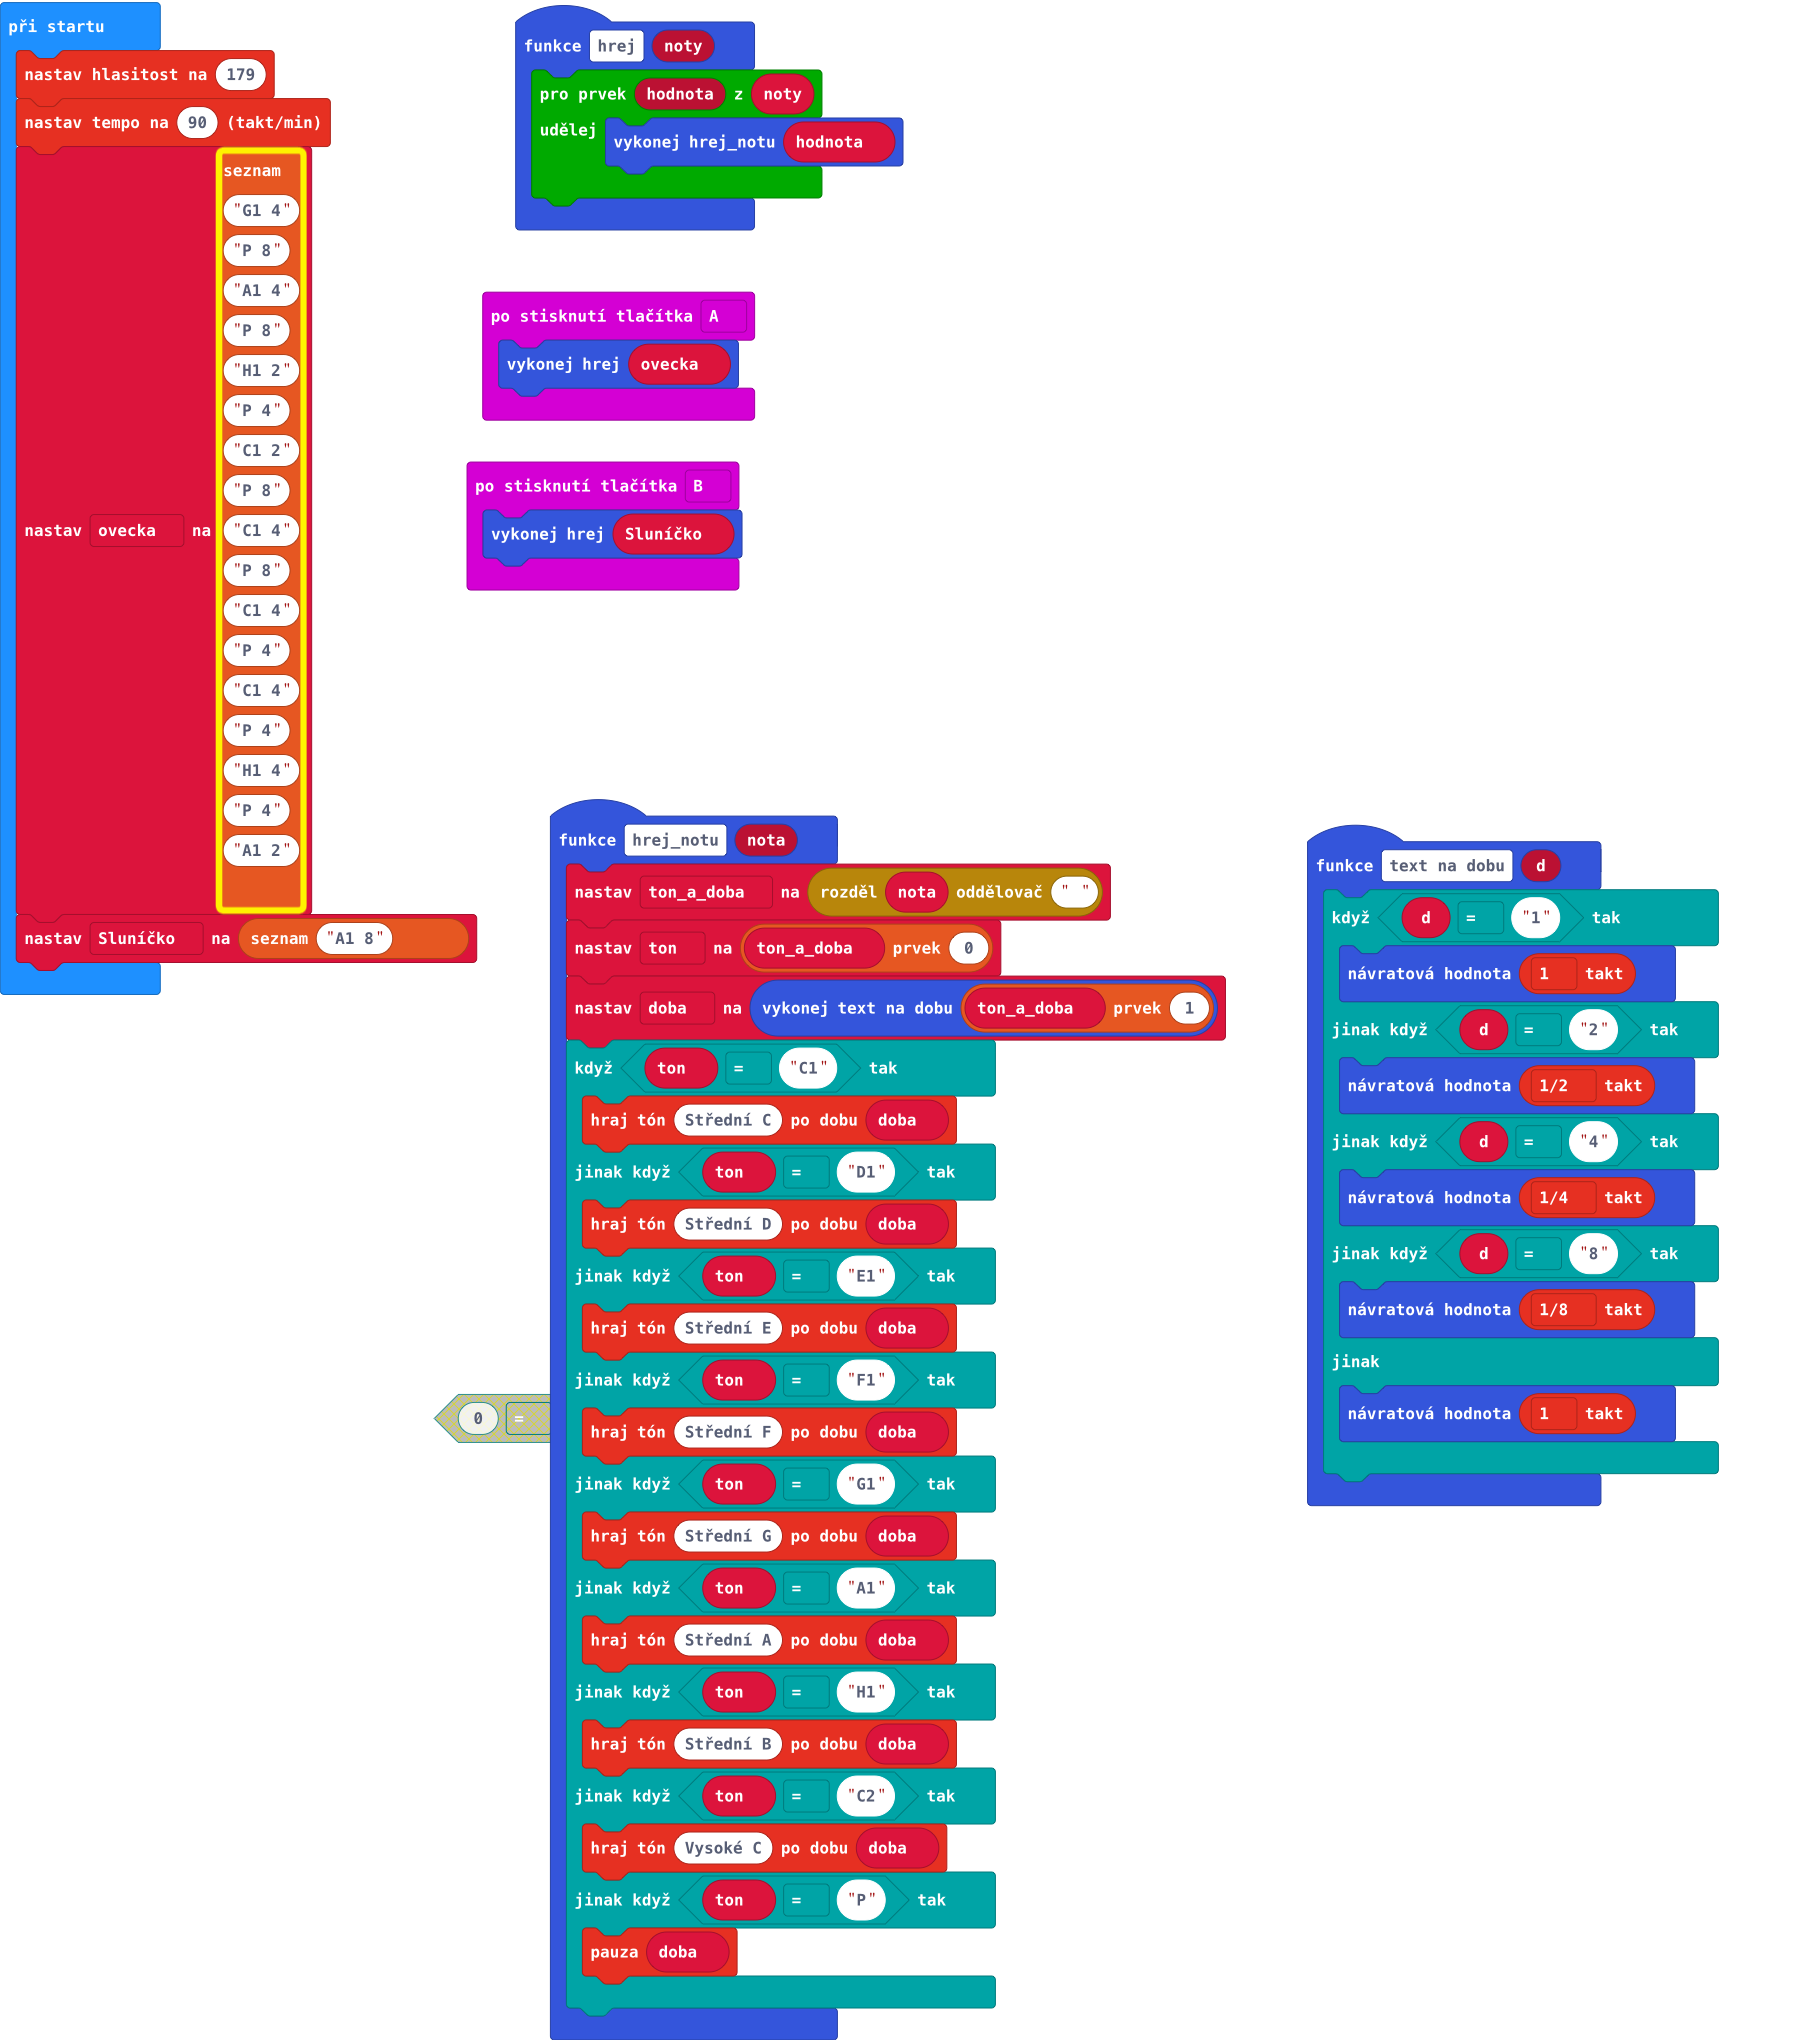 při startu
nastav hlasitost na 179
nastav tempo na 90 (takt/min)
nastav ovecka na
seznam
"G1 4"
"P 8"
"A1 4"
"P 8"
"H1 2"
"P 4"
"C1 2"
"P 8"
"C1 4"
"P 8"
"C1 4"
"P 4"
"C1 4"
"P 4"
"H1 4"
"P 4"
"A1 2"
nastav Sluníčko na seznam "A1 8"
funkce hrej noty
pro prvek hodnota z noty
udělej vykonej hrej_notu hodnota
po stisknutí tlačítka A
vykonej hrej ovecka
po stisknutí tlačítka B
vykonej hrej Sluníčko
0 =
funkce hrej_notu nota
nastav ton_a_doba na rozděl nota oddělovač " "
nastav ton na ton_a_doba prvek 0
nastav doba na vykonej text na dobu ton_a_doba prvek 1
když ton = "C1" tak
hraj tón Střední C po dobu doba
jinak když ton = "D1" tak
hraj tón Střední D po dobu doba
jinak když ton = "E1" tak
hraj tón Střední E po dobu doba
jinak když ton = "F1" tak
hraj tón Střední F po dobu doba
jinak když ton = "G1" tak
hraj tón Střední G po dobu doba
jinak když ton = "A1" tak
hraj tón Střední A po dobu doba
jinak když ton = "H1" tak
hraj tón Střední B po dobu doba
jinak když ton = "C2" tak
hraj tón Vysoké C po dobu doba
jinak když ton = "P" tak
pauza doba
funkce text na dobu d
když d = "1" tak
návratová hodnota 1 takt
jinak když d = "2" tak
návratová hodnota 1/2 takt
jinak když d = "4" tak
návratová hodnota 1/4 takt
jinak když d = "8" tak
návratová hodnota 1/8 takt
jinak
návratová hodnota 1 takt